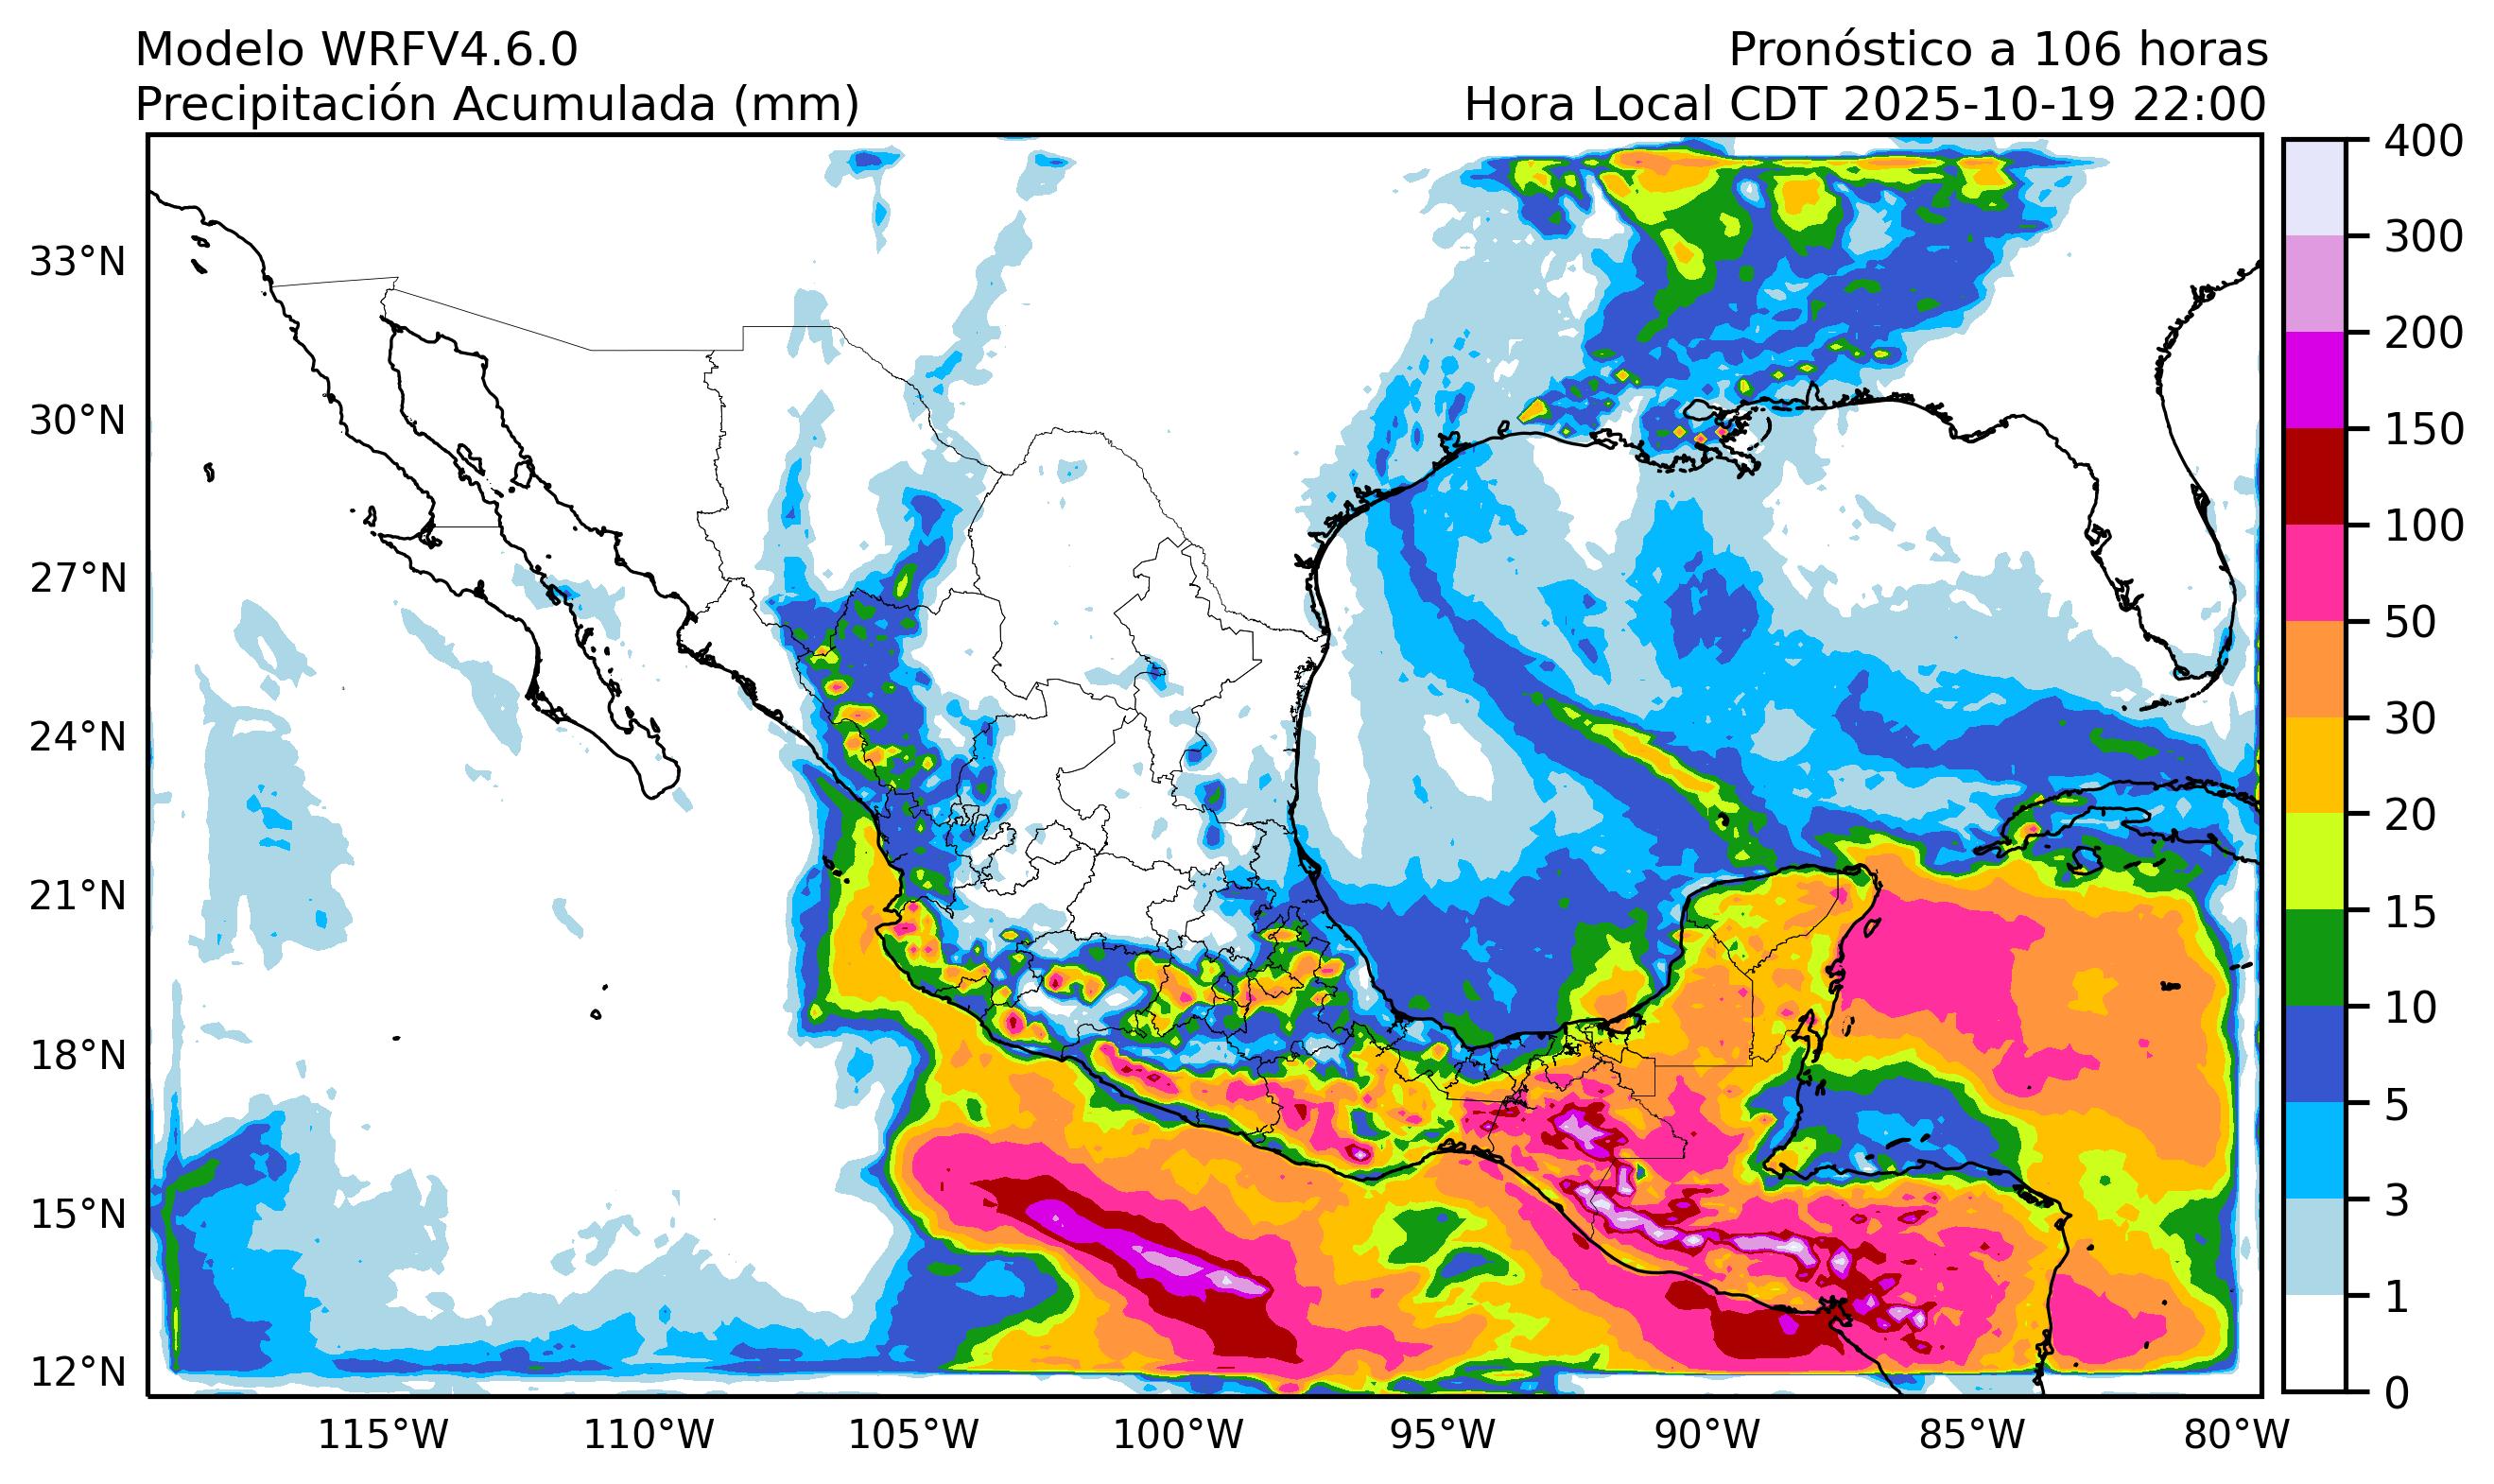 Modelo WRFV4.6.0
Pronóstico a 106 horas
Precipitación Acumulada (mm)
Hora Local CDT 2025-10-19 22:00
400
300
200
150
100
50
30
20
15
10
5
3
1
0
33°N
30°N
27°N
24°N
21°N
18°N
15°N
12°N
115°W
110°W
105°W
100°W
95°W
90°W
85°W
80°W